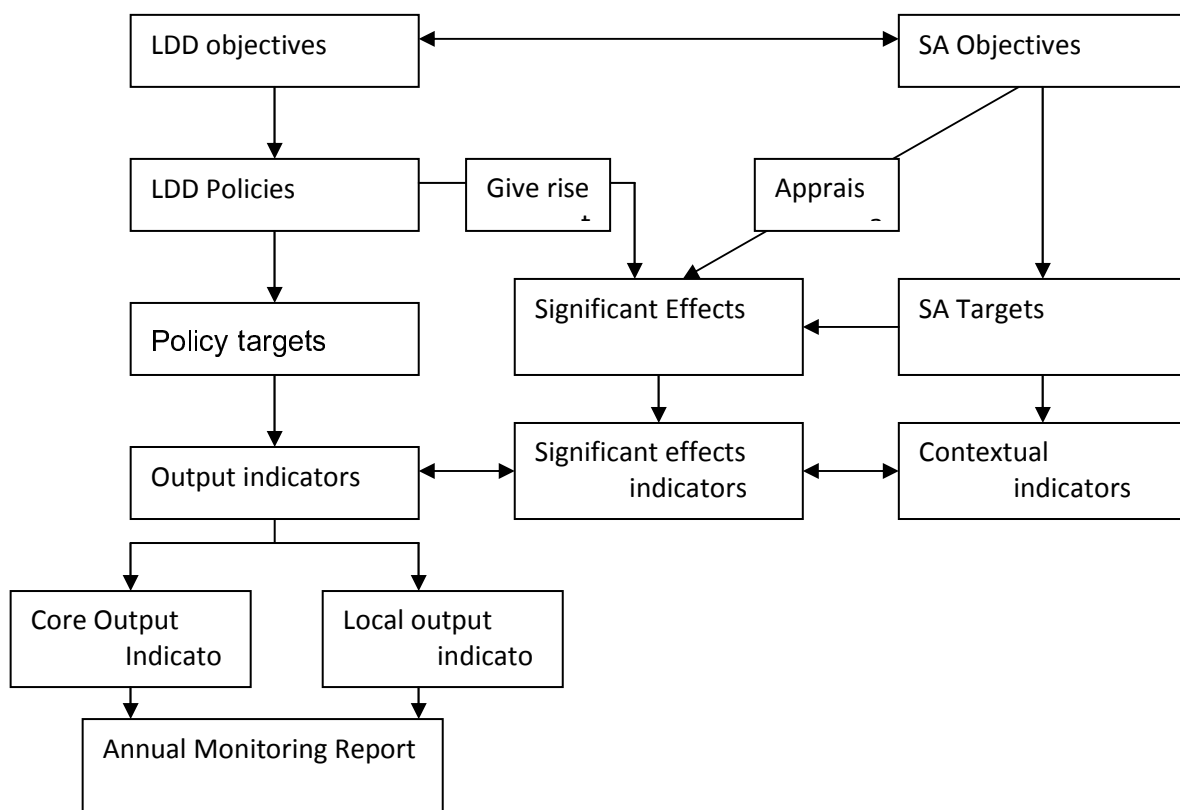 LDD objectives
SA Objectives
LDD Policies
Give rise
Apprais
Significant Effects
SA Targets
Policy targets
Output indicators
Significant effects
indicators
Contextual
indicators
Core Output
Indicato
Local output
indicato
Annual Monitoring Report